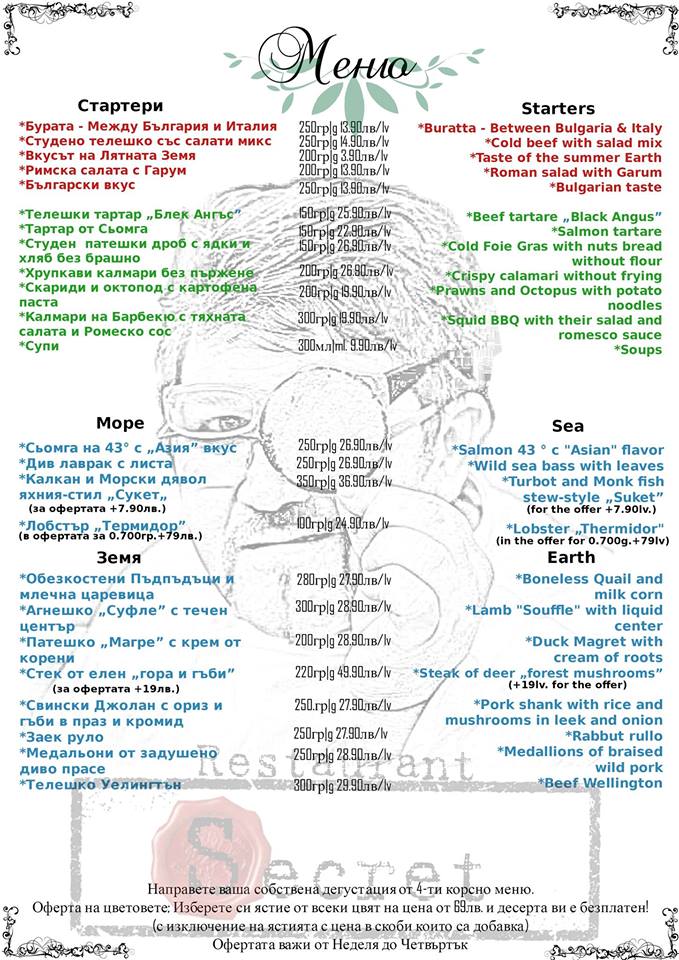 Меню
Стартери
*Бурата - Между България и Италия
*Студено телешко със салати микс
*Вкусът на Лятната Земя
*Римска салата с Гарум
*Български вкус
*Телешки тартар „Блек Ангъс”
*Тартар от Сьомга
*Студен патешки дроб с ядки и
хляб без брашно
*Хрупкави калмари без пържене
*Скариди и октопод с картофена
паста
*Калмари на Барбекю с тяхната
салата и Ромеско сос
*Супи
250гр|g 13.90лв/lv
250гр|g 14.90лв/lv
200гр|g 3.90лв/lv
200гр|g 13.90лв/lv
250гр|g 13.90лв/lv
150гр|g 25.90лв/lv
150гр|g 22.90лв/lv
150гр|g 26.90лв/lv
200гр|g 26.90лв/lv
200гр|g 19.90лв/lv
300гр|g 19.90лв/lv
300мл|ml. 9.90лв/lv
Starters
*Buratta - Between Bulgaria & Italy
*Cold beef with salad mix
*Taste of the summer Earth
*Roman salad with Garum
*Bulgarian taste
*Beef tartare „Black Angus”
*Salmon tartare
*Cold Foie Gras with nuts bread
without flour
*Crispy calamari without frying
*Prawns and Octopus with potato
noodles
*Squid BBQ with their salad and
romesco sauce
*Soups
Море
*Сьомга на 43° с „Азия” вкус
*Див лаврак с листа
*Калкан и Морски дявол
яхния-стил „Сукет„
(за офертата +7.90лв.)
*Лобстър „Термидор”
(в офертата за 0.700гр.+79лв.)
250гр|g 26.90лв/lv
250гр|g 26.90лв/lv
350гр|g 36.90лв/lv
100гр|g 24.90лв/lv
Sea
*Salmon 43 ° c "Asian" flavor
*Wild sea bass with leaves
*Turbot and Monk fish
stew-style „Suket”
(for the offer +7.90lv.)
*Lobster „Thermidor"
(in the offer for 0.700g.+79lv)
Земя
*Обезкостени Пъдпъдъци и
млечна царевица
*Агнешко „Суфле” с течен
център
*Патешко „Магре” с крем от
корени
*Стек от елен „гора и гъби”
(за офертата +19лв.)
*Свински Джолан с ориз и
гъби в праз и кромид
*Заек руло
*Медальони от задушено
диво прасе
*Телешко Уелингтън
280гр|g 27.90лв/lv
300гр|g 28.90лв/lv
200гр|g 28.90лв/lv
220гр|g 49.90лв/lv
250.гр|g 27.90лв/lv
250гр|g 27.90лв/lv
250гр|g 28.90лв/lv
300гр|g 29.90лв/lv
Earth
*Boneless Quail and
milk corn
*Lamb "Souffle" with liquid
center
*Duck Magret with
cream of roots
*Steak of deer „forest mushrooms”
(+19lv. for the offer)
*Pork shank with rice and
mushrooms in leek and onion
*Rabbut rullo
*Medallions of braised
wild pork
*Beef Wellington
Restaurant
Secret
Направете ваша собствена дегустация от 4-ти корсно меню.
Оферта на цветовете: Изберете си ястие от всеки цвят на цена от 69лв. и десерта ви е безплатен!
(с изключение на ястията с цена в скоби които са добавка)
Офертата важи от Неделя до Четвъртък